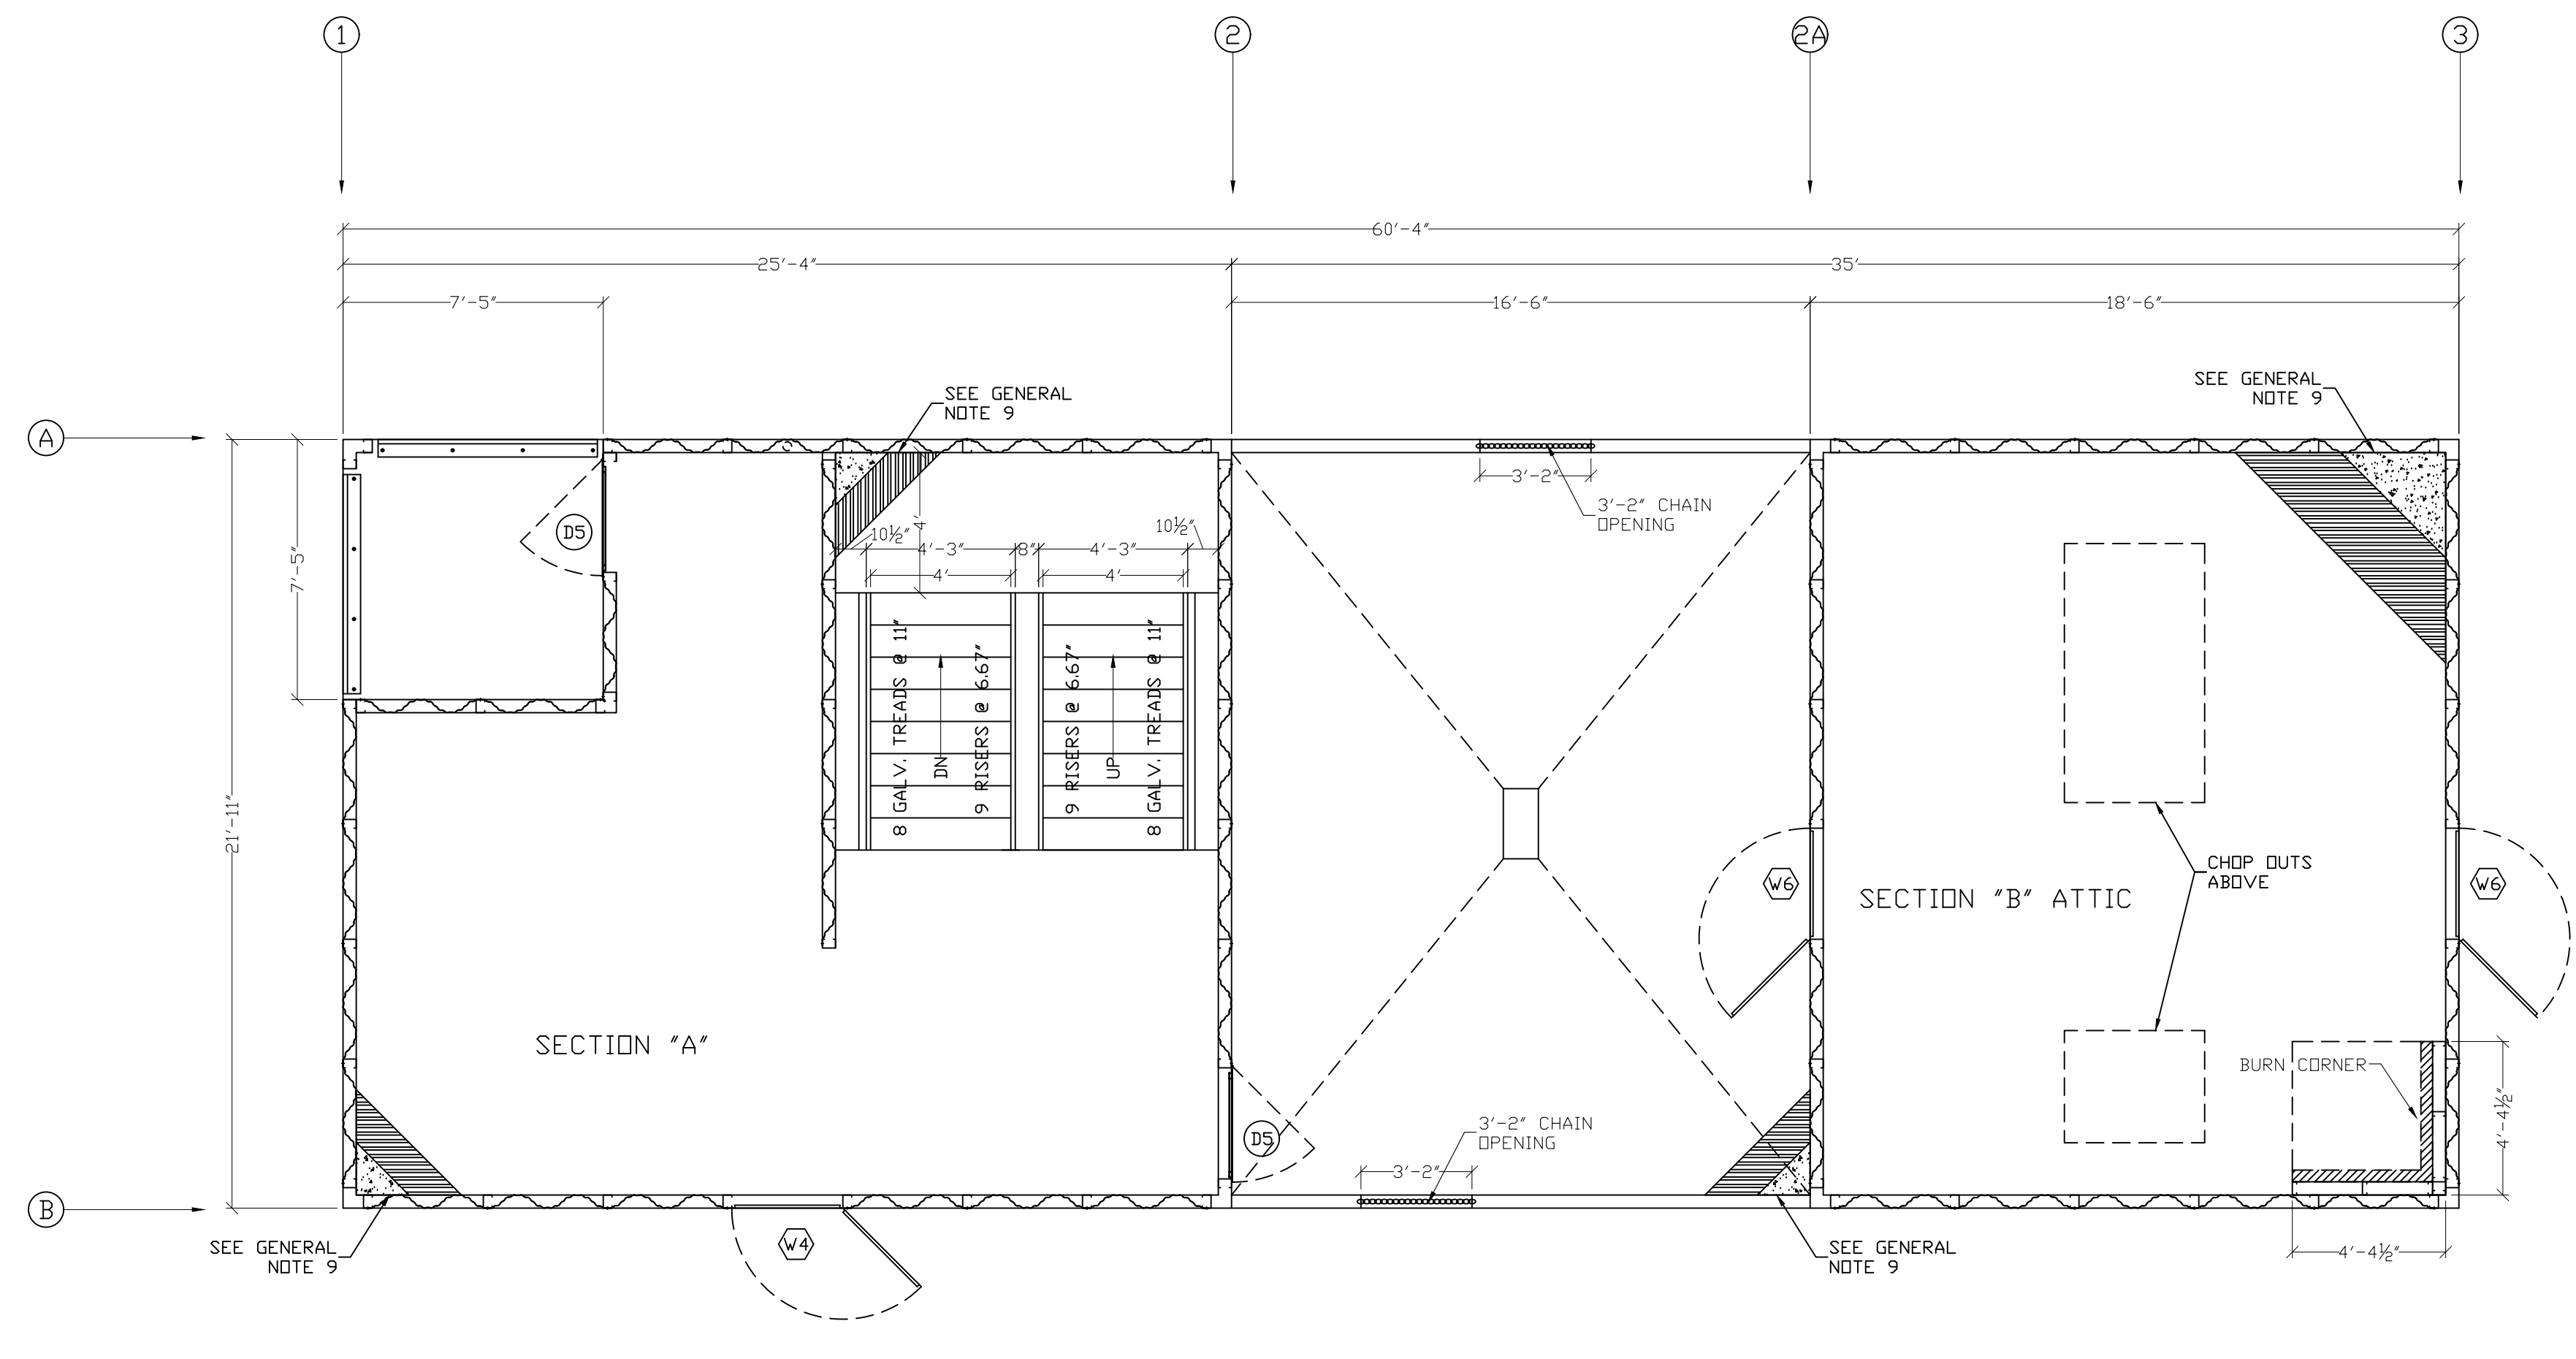 1
2
2A
3
60'-4"
25'-4"
35'
7'-5"
16'-6"
18'-6"
SEE GENERAL
NOTE 9
SEE GENERAL
NOTE 9
A
3'-2"
3'-2" CHAIN
OPENING
D5
7'-5"
10½"
4'
10½"
4'-3"
8"
4'-3"
4'
4'
8 GALV. TREADS @ 11"
DN
9 RISERS @ 6.67"
9 RISERS @ 6.67"
UP
8 GALV. TREADS @ 11"
21'-11"
CHOP OUTS
ABOVE
W6
W6
SECTION "B" ATTIC
SECTION "A"
BURN CORNER
4'-4½"
3'-2" CHAIN
OPENING
D5
3'-2"
B
SEE GENERAL
NOTE 9
W4
SEE GENERAL
NOTE 9
4'-4½"